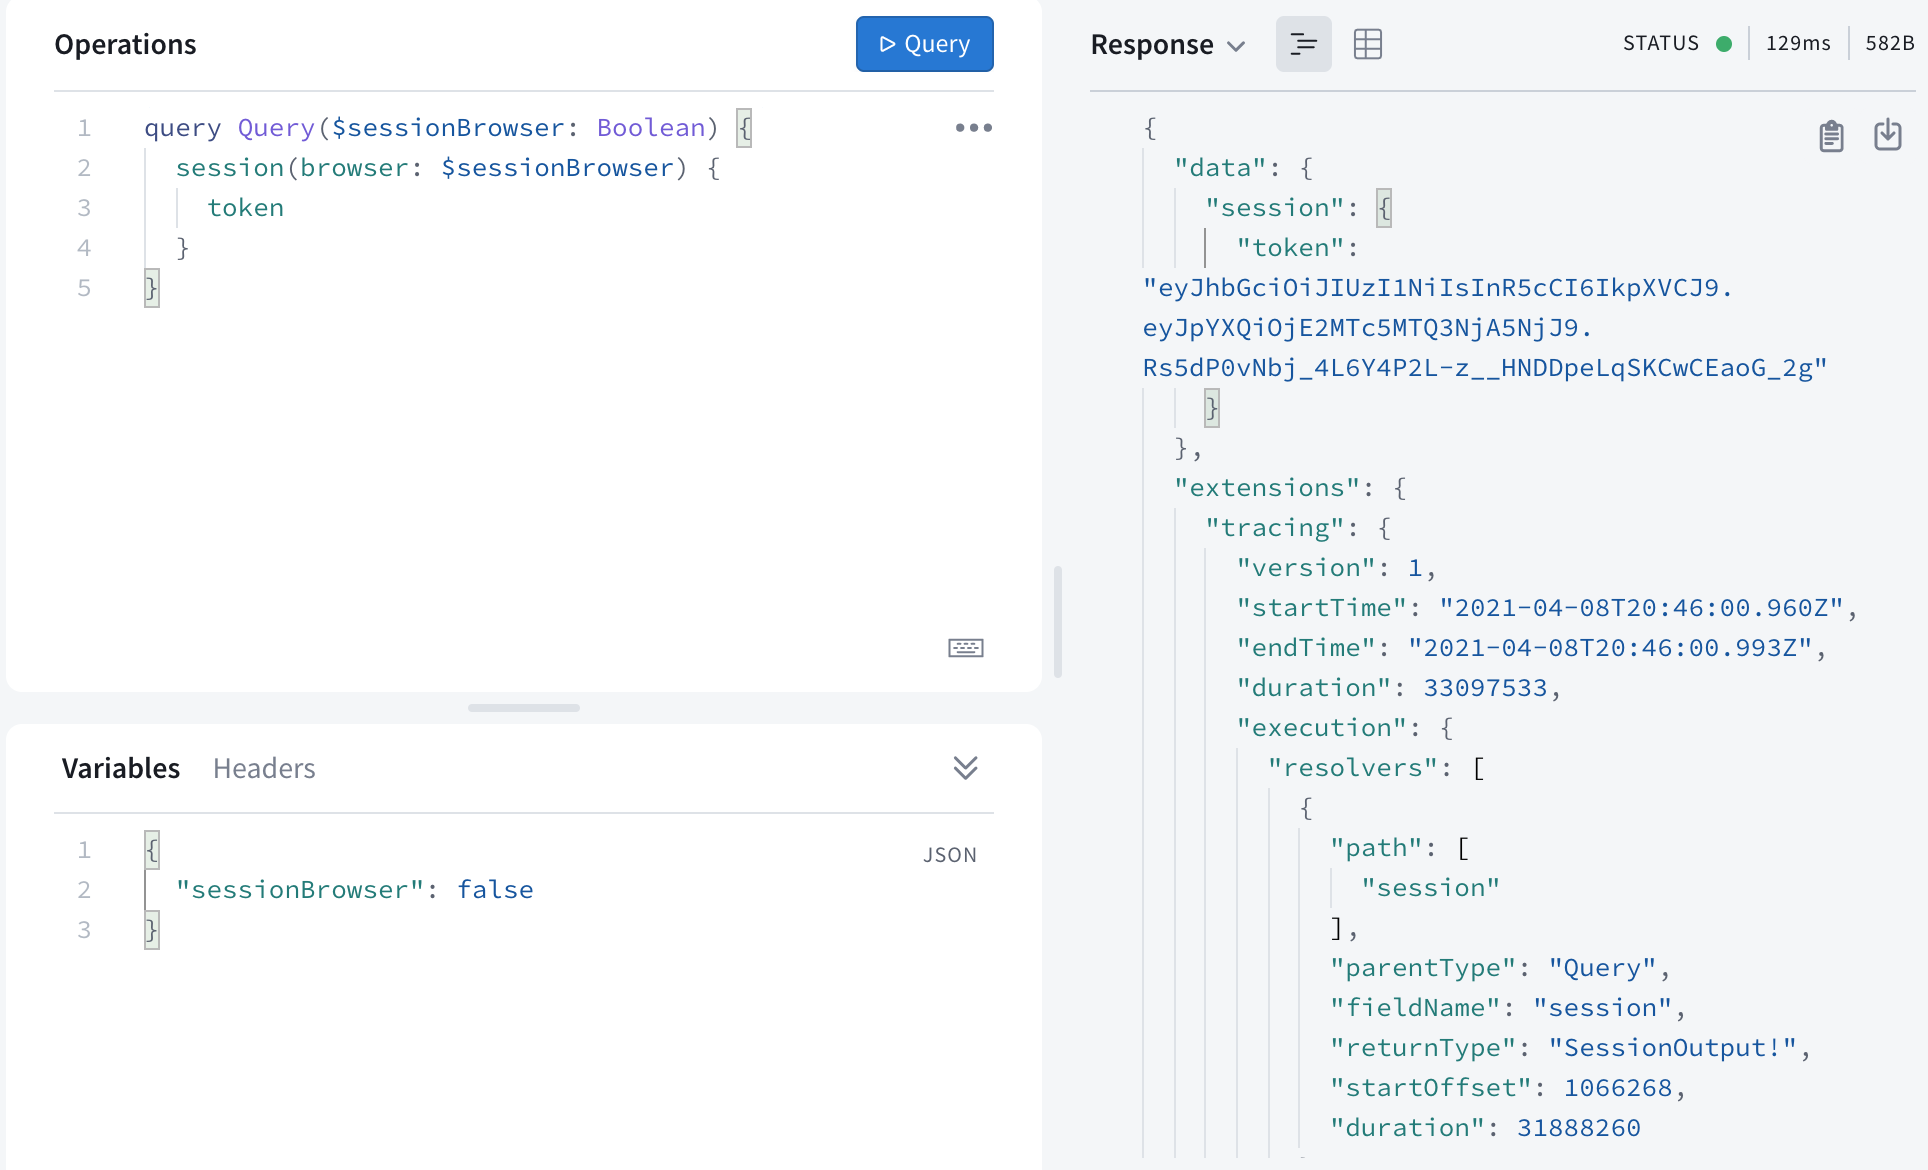 Operations
Query
1 query Query($sessionBrowser: Boolean) {
2 session(browser: $sessionBrowser) {
3 token
4 }
5 }
Variables Headers
JSON
1 {
2 "sessionBrowser": false
3 }
Response
STATUS 129ms 582B
{
"data": {
"session": {
"token":
"eyJhbGciOiJIUzI1NiIsInR5cCI6IkpXVCJ9.
eyJpYXQiOjE2MTc5MTQ3NjA5NjJ9.
Rs5dP0vNbj_4L6Y4P2L-z__HNDDpeLqSKCwCEaoG_2g"
}
},
"extensions": {
"tracing": {
"version": 1,
"startTime": "2021-04-08T20:46:00.960Z",
"endTime": "2021-04-08T20:46:00.993Z",
"duration": 33097533,
"execution": {
"resolvers": [
{
"path": [
"session"
],
"parentType": "Query",
"fieldName": "session",
"returnType": "SessionOutput!",
"startOffset": 1066268,
"duration": 31888260